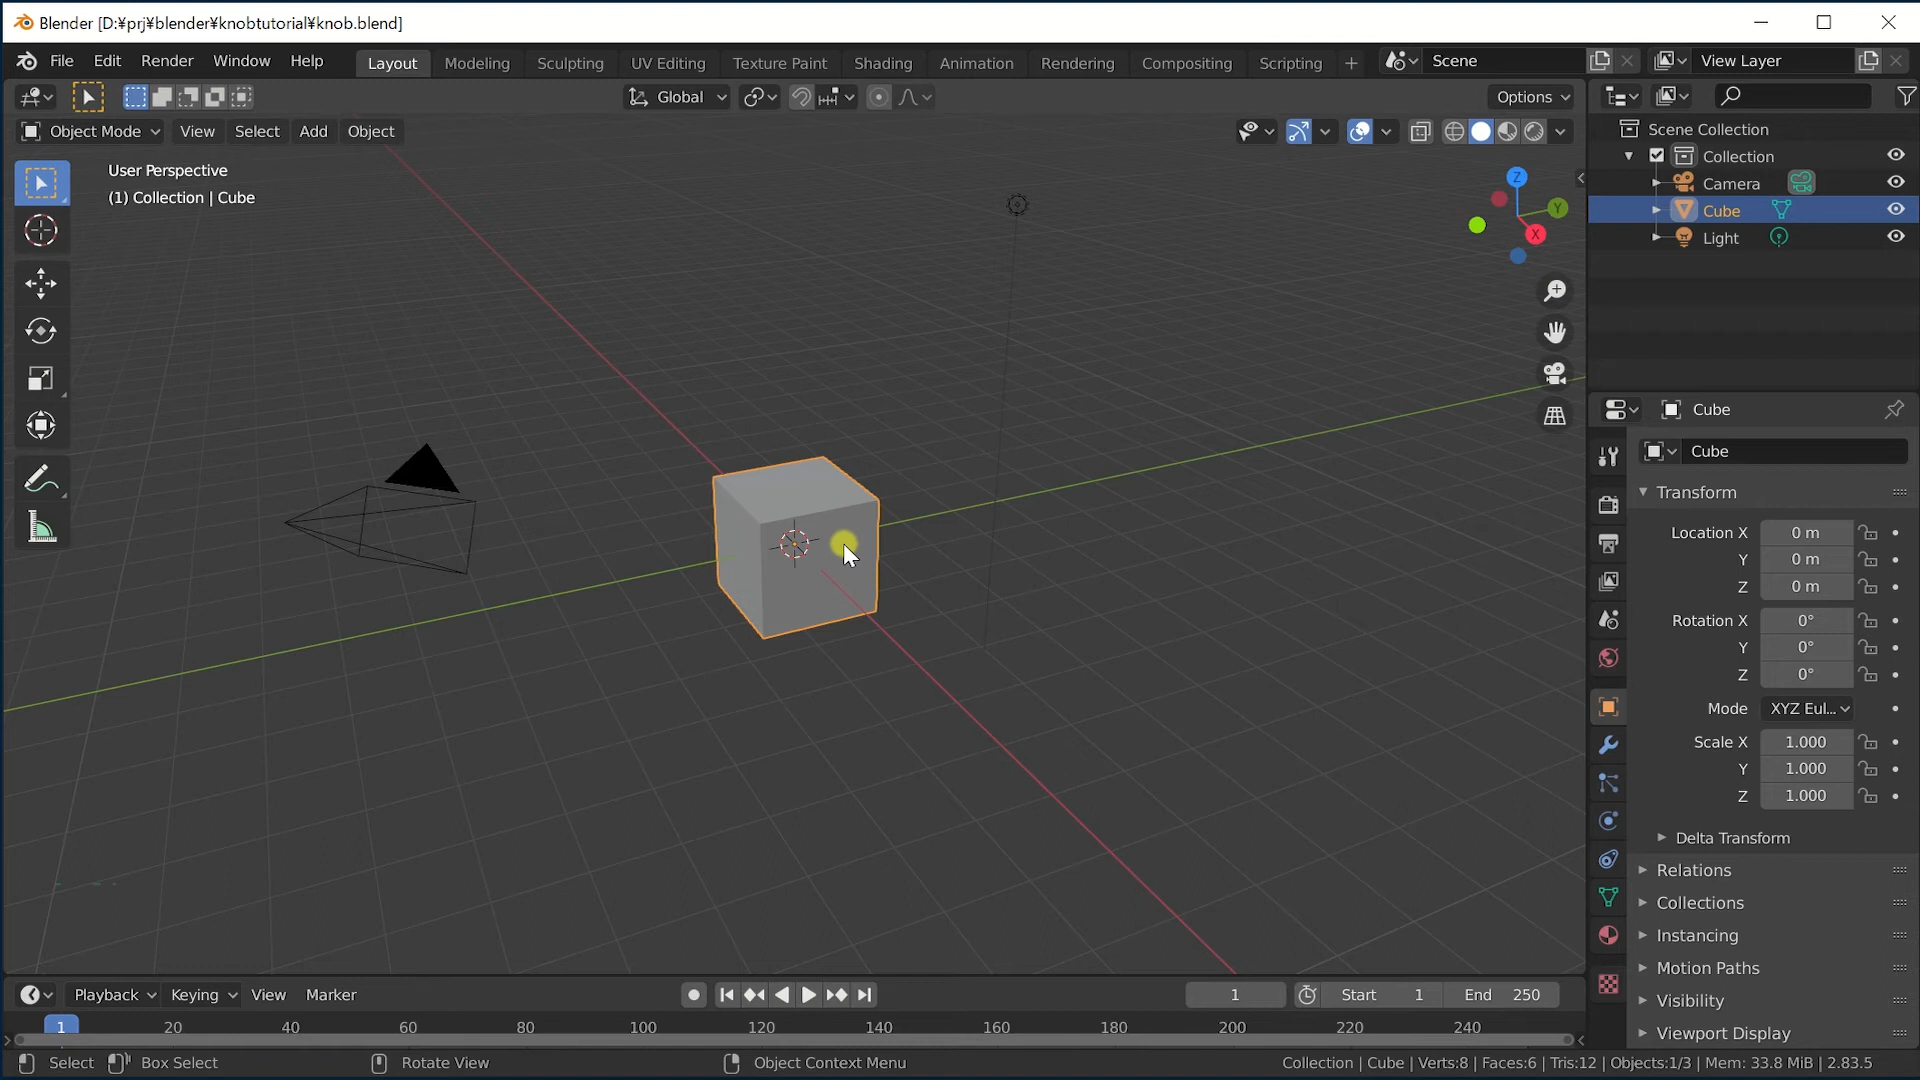 Blender [D:¥prj¥blender¥knobtutorial¥knob.blend]
File Edit Render Window Help Layout Modeling Sculpting UV Editing Texture Paint Shading Animation Rendering Compositing Scripting + Scene View Layer
Global Options
Object Mode View Select Add Object
User Perspective
(1) Collection | Cube
Z
Y
X
Scene Collection
Collection
Camera
Cube
Light
Cube
Cube
Transform
Location X 0 m
Y 0 m
Z 0 m
Rotation X 0°
Y 0°
Z 0°
Mode XYZ Eul...
Scale X 1.000
Y 1.000
Z 1.000
Delta Transform
Relations
Collections
Instancing
Motion Paths
Visibility
Viewport Display
Playback Keying View Marker 1 Start 1 End 250
1 20 40 60 80 100 120 140 160 180 200 220 240
Select Box Select Rotate View Object Context Menu Collection | Cube | Verts:8 | Faces:6 | Tris:12 | Objects:1/3 | Mem: 33.8 MiB | 2.83.5